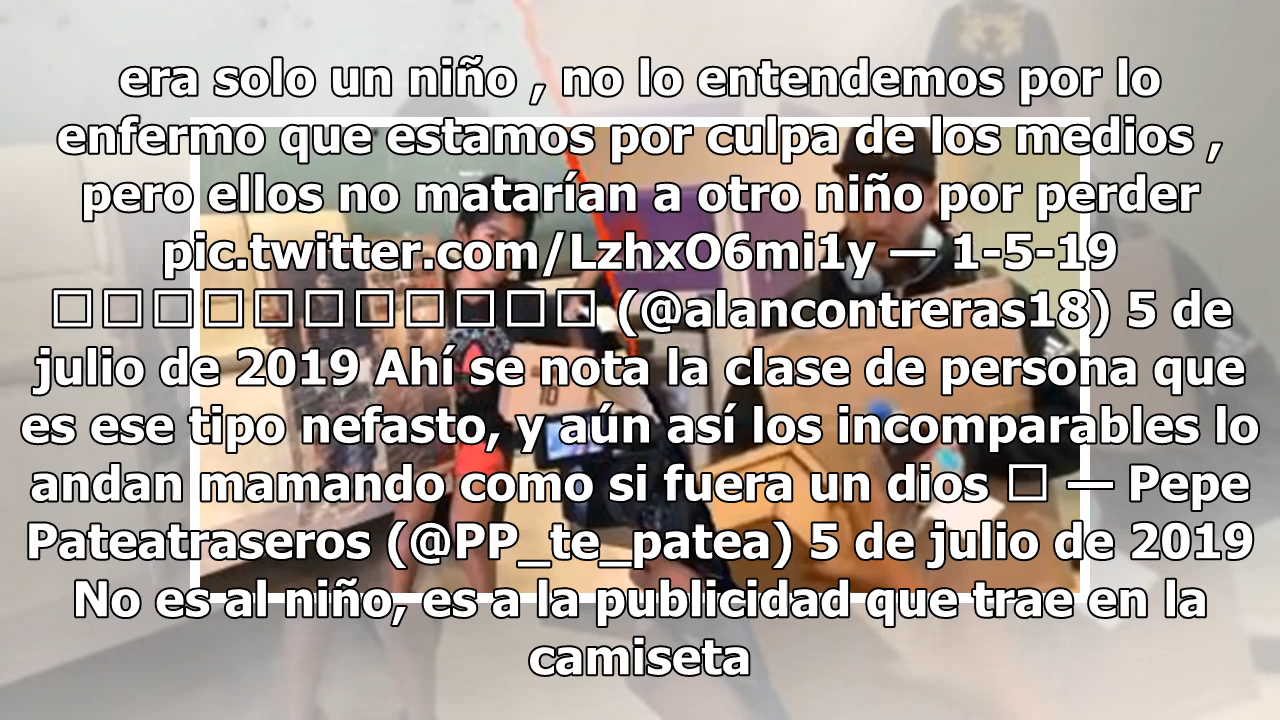 era solo un niño , no lo entendemos por lo
enfermo que estamos por culpa de los medios ,
pero ellos no matarían a otro niño por perder
pic.twitter.com/LzhxO6mi1y — 1-5-19
□□□□□□□□□□□ (@alancontreras18) 5 de
julio de 2019 Ahí se nota la clase de persona que
es ese tipo nefasto, y aún así los incomparables lo
andan mamando como si fuera un dios □ — Pepe
Pateatraseros (@PP_te_patea) 5 de julio de 2019
No es al niño, es a la publicidad que trae en la
camiseta